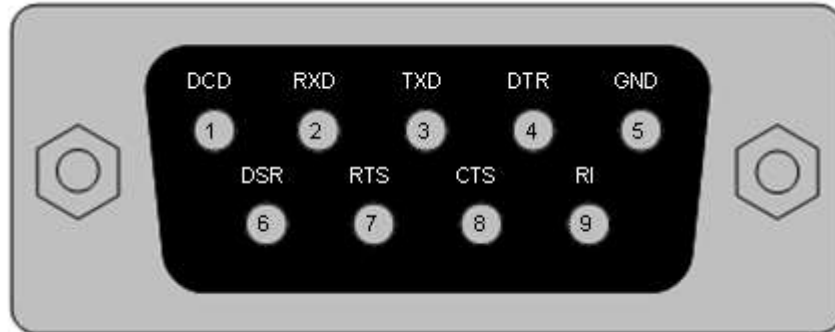 DCD RXD TXD DTR GND
1 2 3 4 5
DSR RTS CTS RI
6 7 8 9